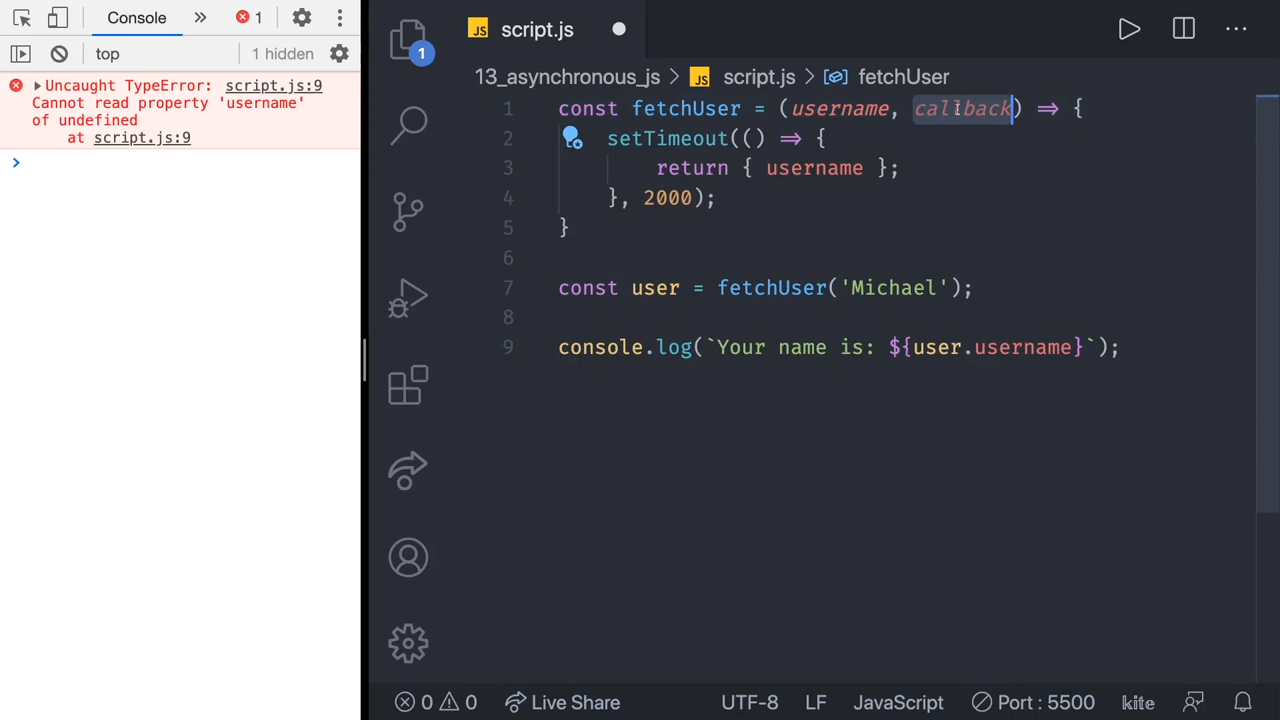 Console
1
top
1 hidden
Uncaught TypeError: script.js:9
Cannot read property 'username'
of undefined
at script.js:9
1
JS script.js
13_asynchronous_js > JS script.js > fetchUser
1 const fetchUser = (username, callback) => {
2 setTimeout(() => {
3 return { username };
4 }, 2000);
5 }
6
7 const user = fetchUser('Michael');
8
9 console.log(`Your name is: ${user.username}`);
0 0 Live Share UTF-8 LF JavaScript Port : 5500 kite